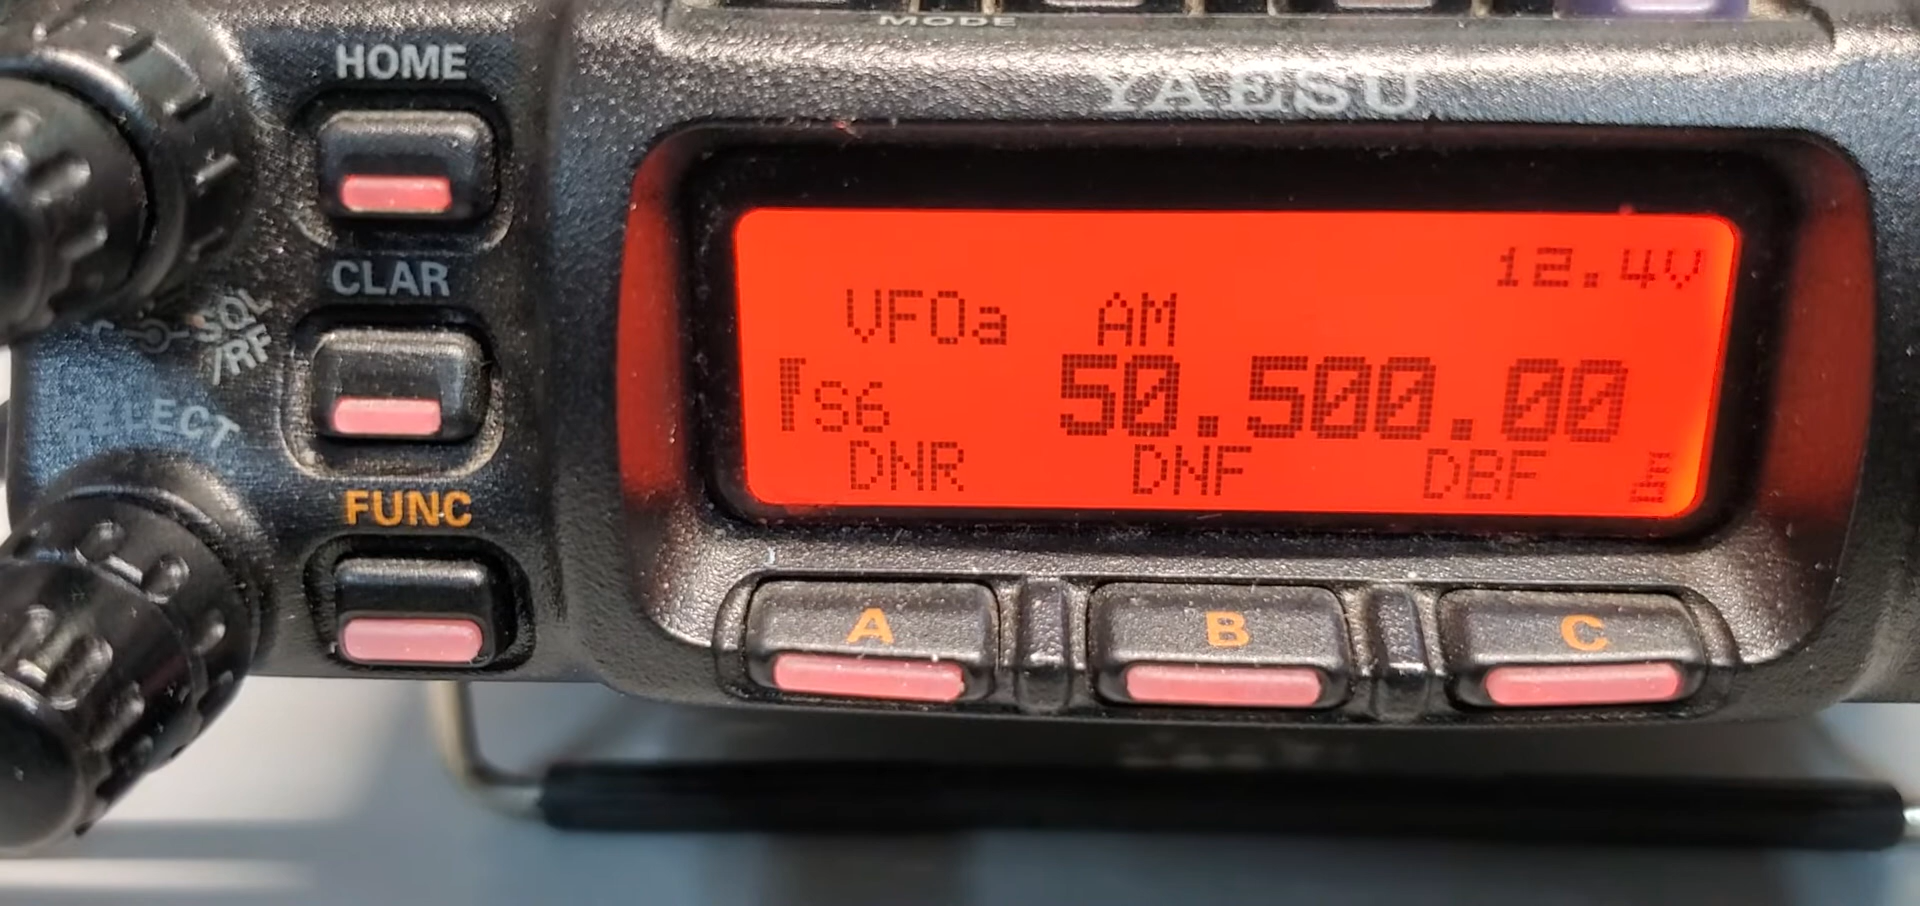 MODE
HOME
YAESU
CLAR
SQL
/RF
SELECT
FUNC
12.4V
VFOa AM
S6 50.500.00
DNR DNF DBF
A B C